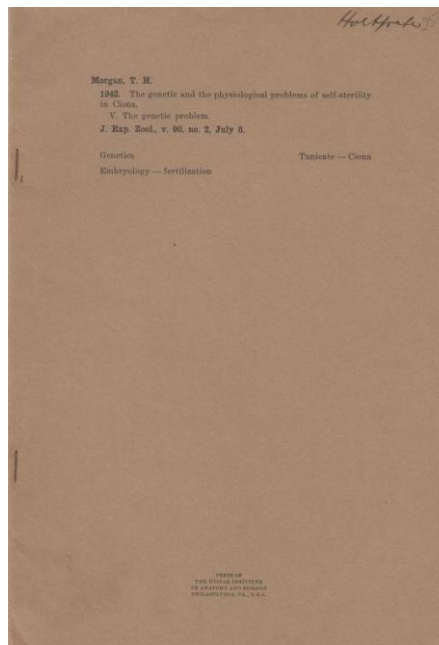 Holtfreter
Morgan, T. H.
1942. The genetic and the physiological problems of self-sterility
in Ciona.
V. The genetic problem.
J. Exp. Zool., v. 90, no. 2, July 6.
Genetics Tunicate — Ciona
Embryology — fertilization
PRESS OF
THE WISTAR INSTITUTE
OF ANATOMY AND BIOLOGY
PHILADELPHIA, PA., U.S.A.